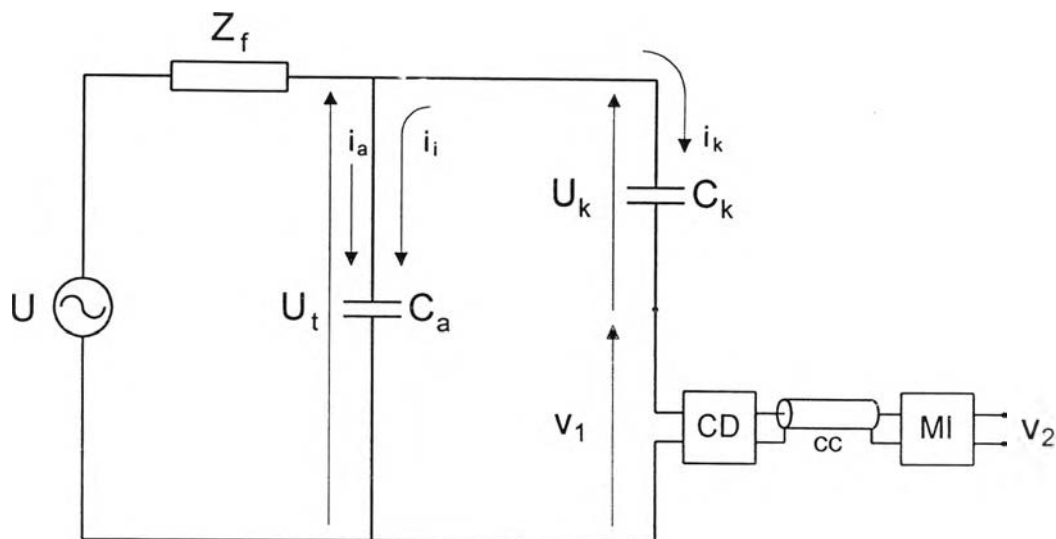 Z_f
i_a
i_i
i_k
U_k
C_k
U
U_t
C_a
v_1
CD
CC
MI
v_2